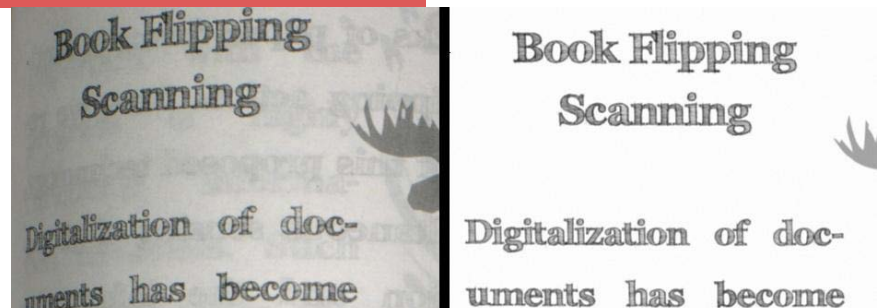 Book Flipping
Scanning
Digitalization of doc-
uments has become
Book Flipping
Scanning
Digitalization of doc-
uments has become